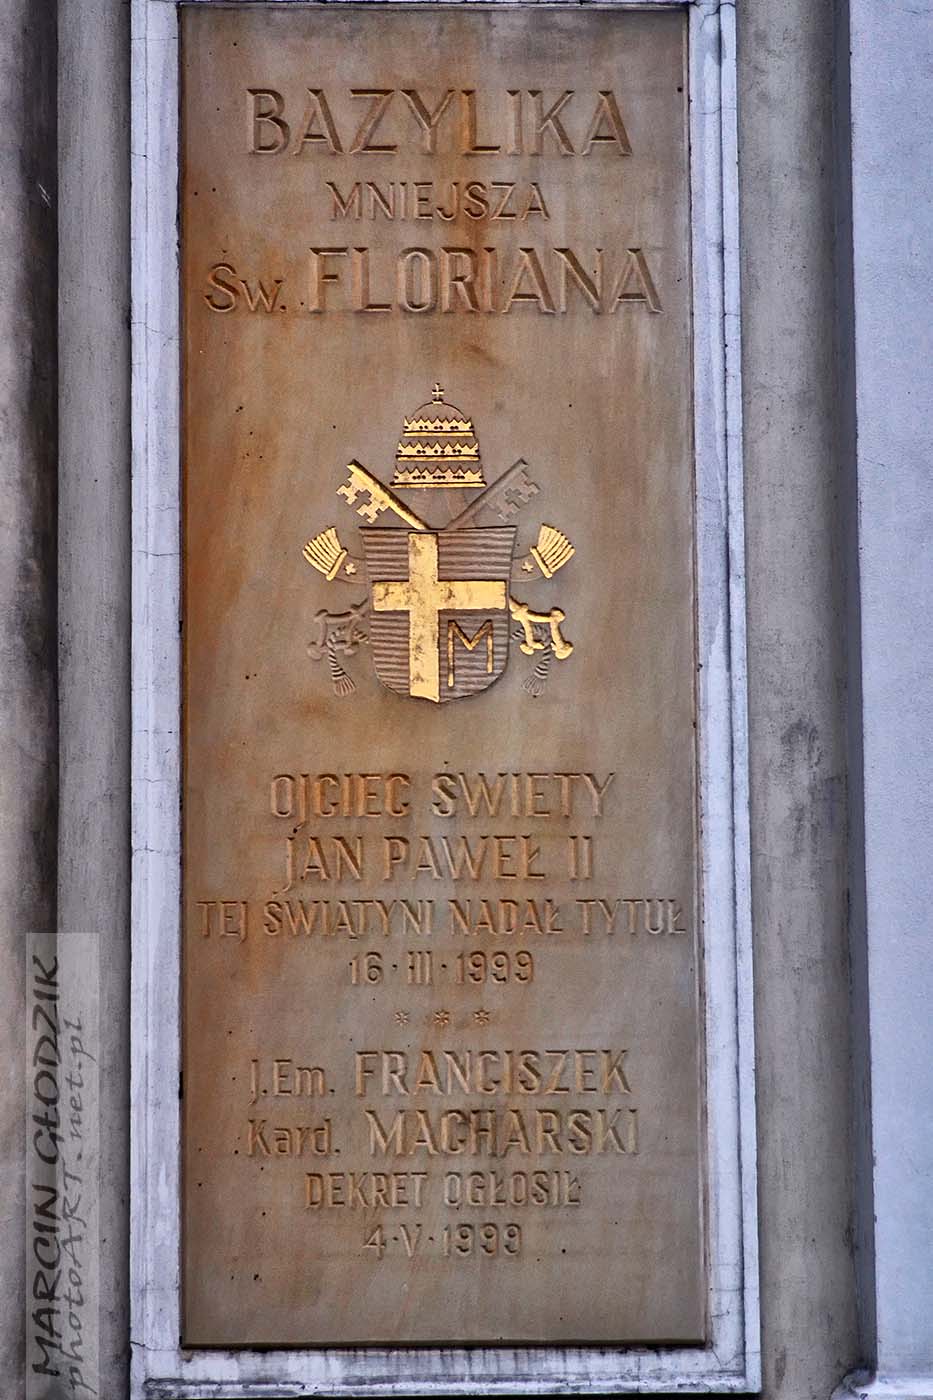 BAZYLIKA
MNIEJSZA
ŚW. FLORIANA
M
OJCIEC ŚWIĘTY
JAN PAWEŁ II
TEJ ŚWIĄTYNI NADAŁ TYTUŁ
16·III·1999
* * *
J.Em. FRANCISZEK
Kard. MACHARSKI
DEKRET OGŁOSIŁ
4·V·1999
MARCIN GŁODZIK
photoART.net.pl